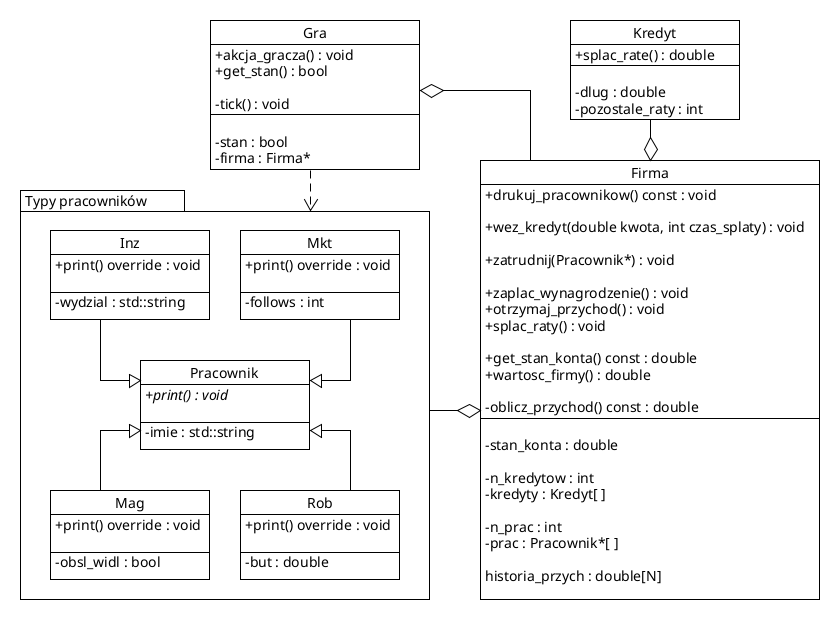 Gra
+akcja_gracza() : void
+get_stan() : bool
-tick() : void
-stan : bool
-firma : Firma*
Kredyt
+splac_rate() : double
-dlug : double
-pozostale_raty : int
Firma
+drukuj_pracownikow() const : void
+wez_kredyt(double kwota, int czas_splaty) : void
+zatrudnij(Pracownik*) : void
+zaplac_wynagrodzenie() : void
+otrzymaj_przychod() : void
+splac_raty() : void
+get_stan_konta() const : double
+wartosc_firmy() : double
-oblicz_przychod() const : double
-stan_konta : double
-n_kredytow : int
-kredyty : Kredyt[ ]
-n_prac : int
-prac : Pracownik*[ ]
historia_przych : double[N]
Typy pracowników
Inz
+print() override : void
-wydzial : std::string
Mkt
+print() override : void
-follows : int
Pracownik
+print() : void
-imie : std::string
Mag
+print() override : void
-obsl_widl : bool
Rob
+print() override : void
-but : double